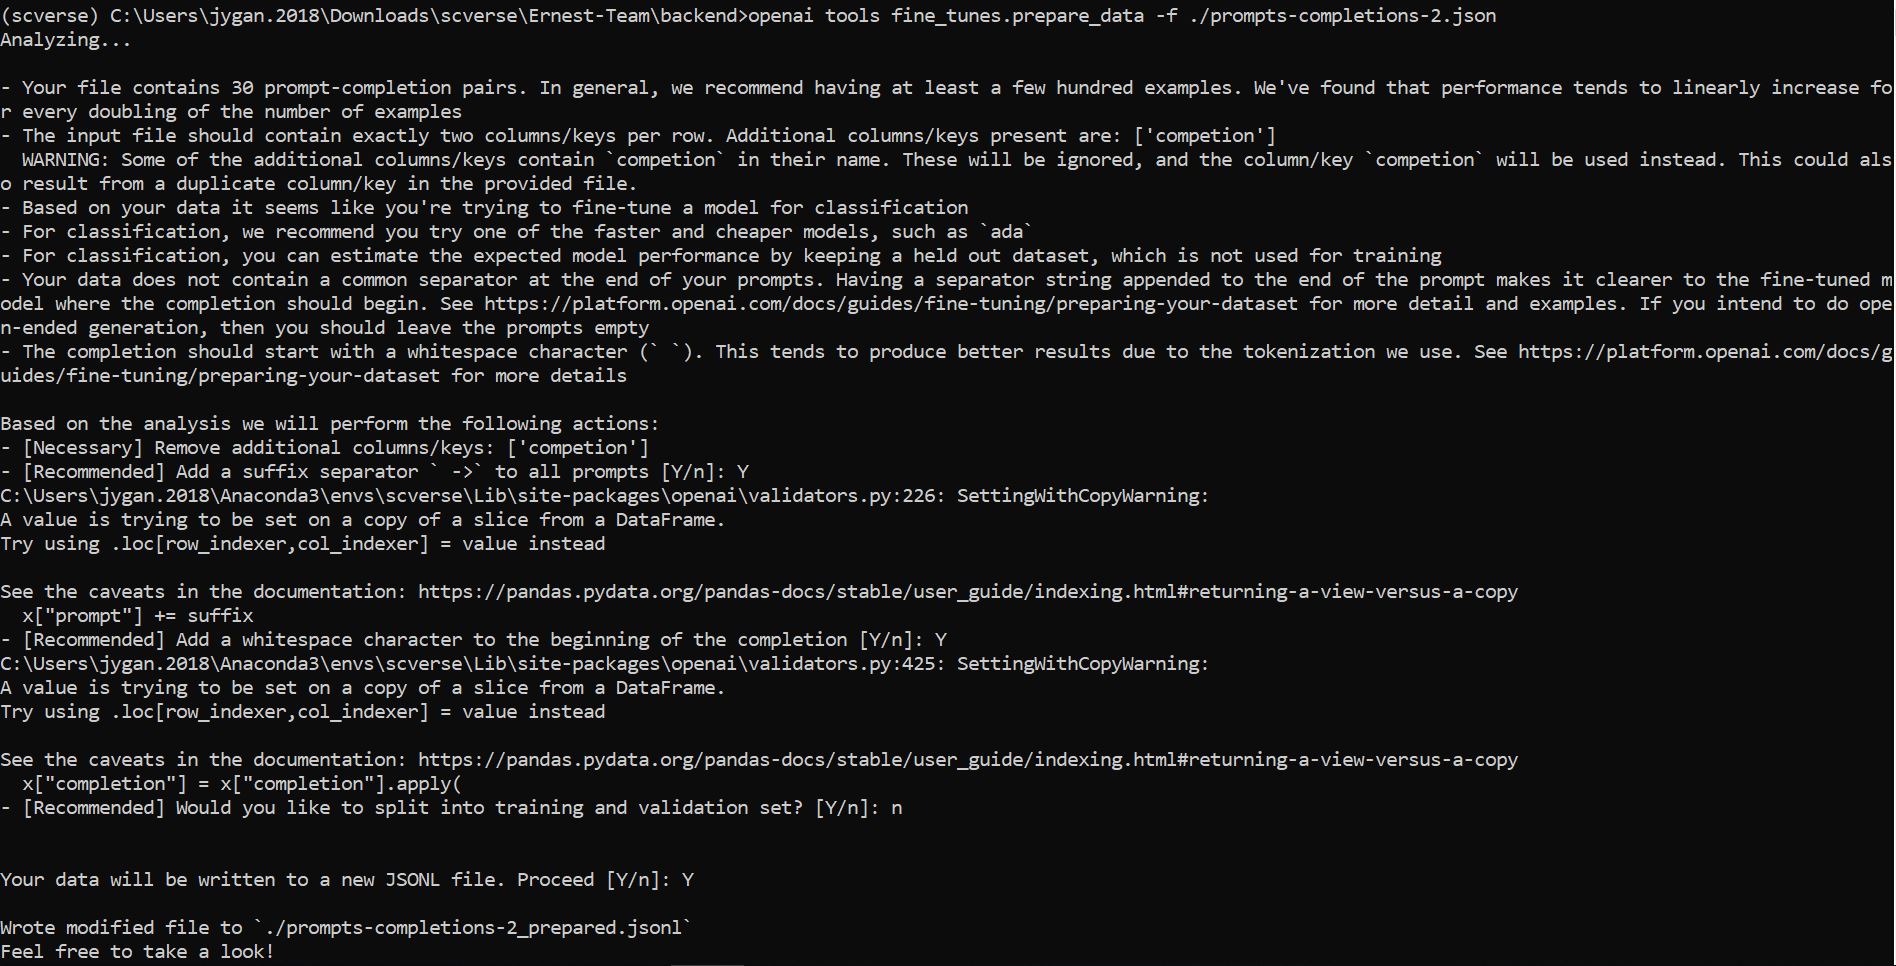 (scverse) C:\Users\jygan.2018\Downloads\scverse\Ernest-Team\backend>openai tools fine_tunes.prepare_data -f ./prompts-completions-2.json
Analyzing...
- Your file contains 30 prompt-completion pairs. In general, we recommend having at least a few hundred examples. We've found that performance tends to linearly increase fo
r every doubling of the number of examples
- The input file should contain exactly two columns/keys per row. Additional columns/keys present are: ['competion']
  WARNING: Some of the additional columns/keys contain `competion` in their name. These will be ignored, and the column/key `competion` will be used instead. This could als
o result from a duplicate column/key in the provided file.
- Based on your data it seems like you're trying to fine-tune a model for classification
- For classification, we recommend you try one of the faster and cheaper models, such as `ada`
- For classification, you can estimate the expected model performance by keeping a held out dataset, which is not used for training
- Your data does not contain a common separator at the end of your prompts. Having a separator string appended to the end of the prompt makes it clearer to the fine-tuned m
odel where the completion should begin. See https://platform.openai.com/docs/guides/fine-tuning/preparing-your-dataset for more detail and examples. If you intend to do ope
n-ended generation, then you should leave the prompts empty
- The completion should start with a whitespace character (` `). This tends to produce better results due to the tokenization we use. See https://platform.openai.com/docs/g
uides/fine-tuning/preparing-your-dataset for more details
Based on the analysis we will perform the following actions:
- [Necessary] Remove additional columns/keys: ['competion']
- [Recommended] Add a suffix separator ` ->` to all prompts [Y/n]: Y
C:\Users\jygan.2018\Anaconda3\envs\scverse\Lib\site-packages\openai\validators.py:226: SettingWithCopyWarning:
A value is trying to be set on a copy of a slice from a DataFrame.
Try using .loc[row_indexer,col_indexer] = value instead
See the caveats in the documentation: https://pandas.pydata.org/pandas-docs/stable/user_guide/indexing.html#returning-a-view-versus-a-copy
  x["prompt"] += suffix
- [Recommended] Add a whitespace character to the beginning of the completion [Y/n]: Y
C:\Users\jygan.2018\Anaconda3\envs\scverse\Lib\site-packages\openai\validators.py:425: SettingWithCopyWarning:
A value is trying to be set on a copy of a slice from a DataFrame.
Try using .loc[row_indexer,col_indexer] = value instead
See the caveats in the documentation: https://pandas.pydata.org/pandas-docs/stable/user_guide/indexing.html#returning-a-view-versus-a-copy
  x["completion"] = x["completion"].apply(
- [Recommended] Would you like to split into training and validation set? [Y/n]: n
Your data will be written to a new JSONL file. Proceed [Y/n]: Y
Wrote modified file to `./prompts-completions-2_prepared.jsonl`
Feel free to take a look!